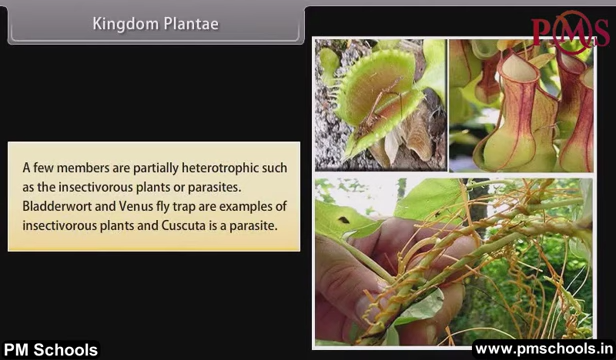 Kingdom Plantae
PMS
A few members are partially heterotrophic such
as the insectivorous plants or parasites.
Bladderwort and Venus fly trap are examples of
insectivorous plants and Cuscuta is a parasite.
PM Schools
www.pmschools.in